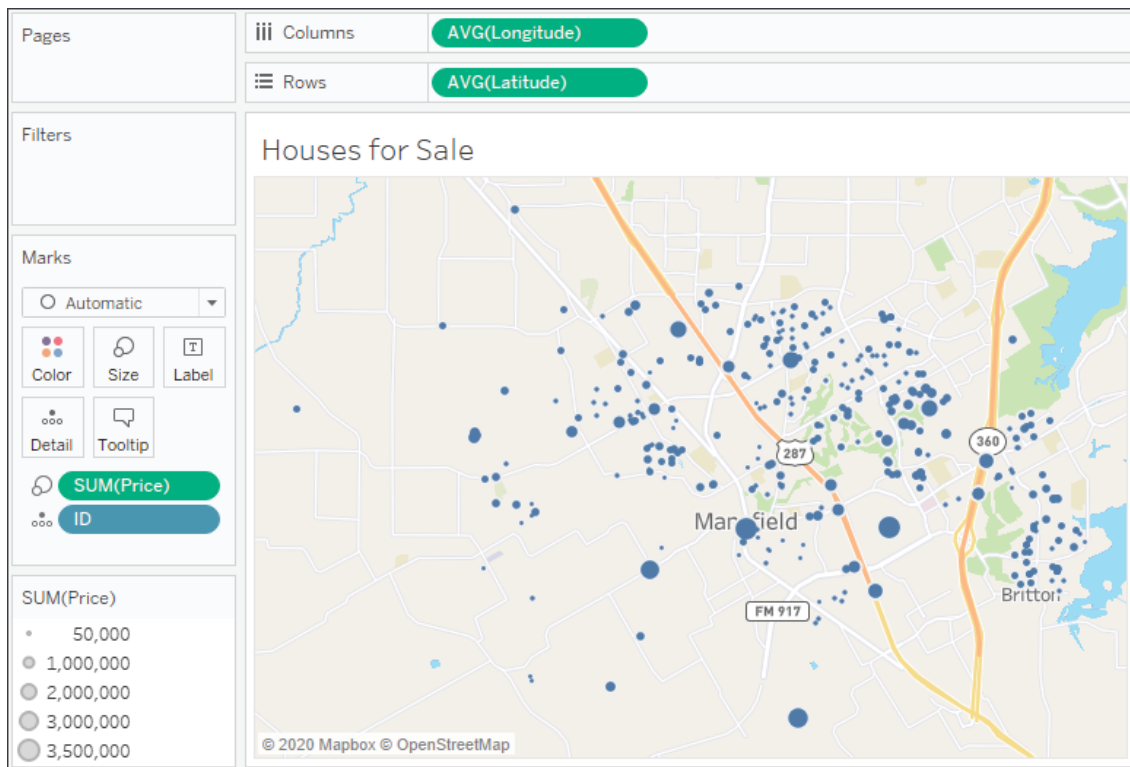 Pages
Columns
AVG(Longitude)
Rows
AVG(Latitude)
Filters
Houses for Sale
Marks
Automatic
Color
Size
T
Label
Detail
Tooltip
SUM(Price)
ID
SUM(Price)
50,000
1,000,000
2,000,000
3,000,000
3,500,000
360
287
Mansfield
Britton
FM 917
© 2020 Mapbox © OpenStreetMap